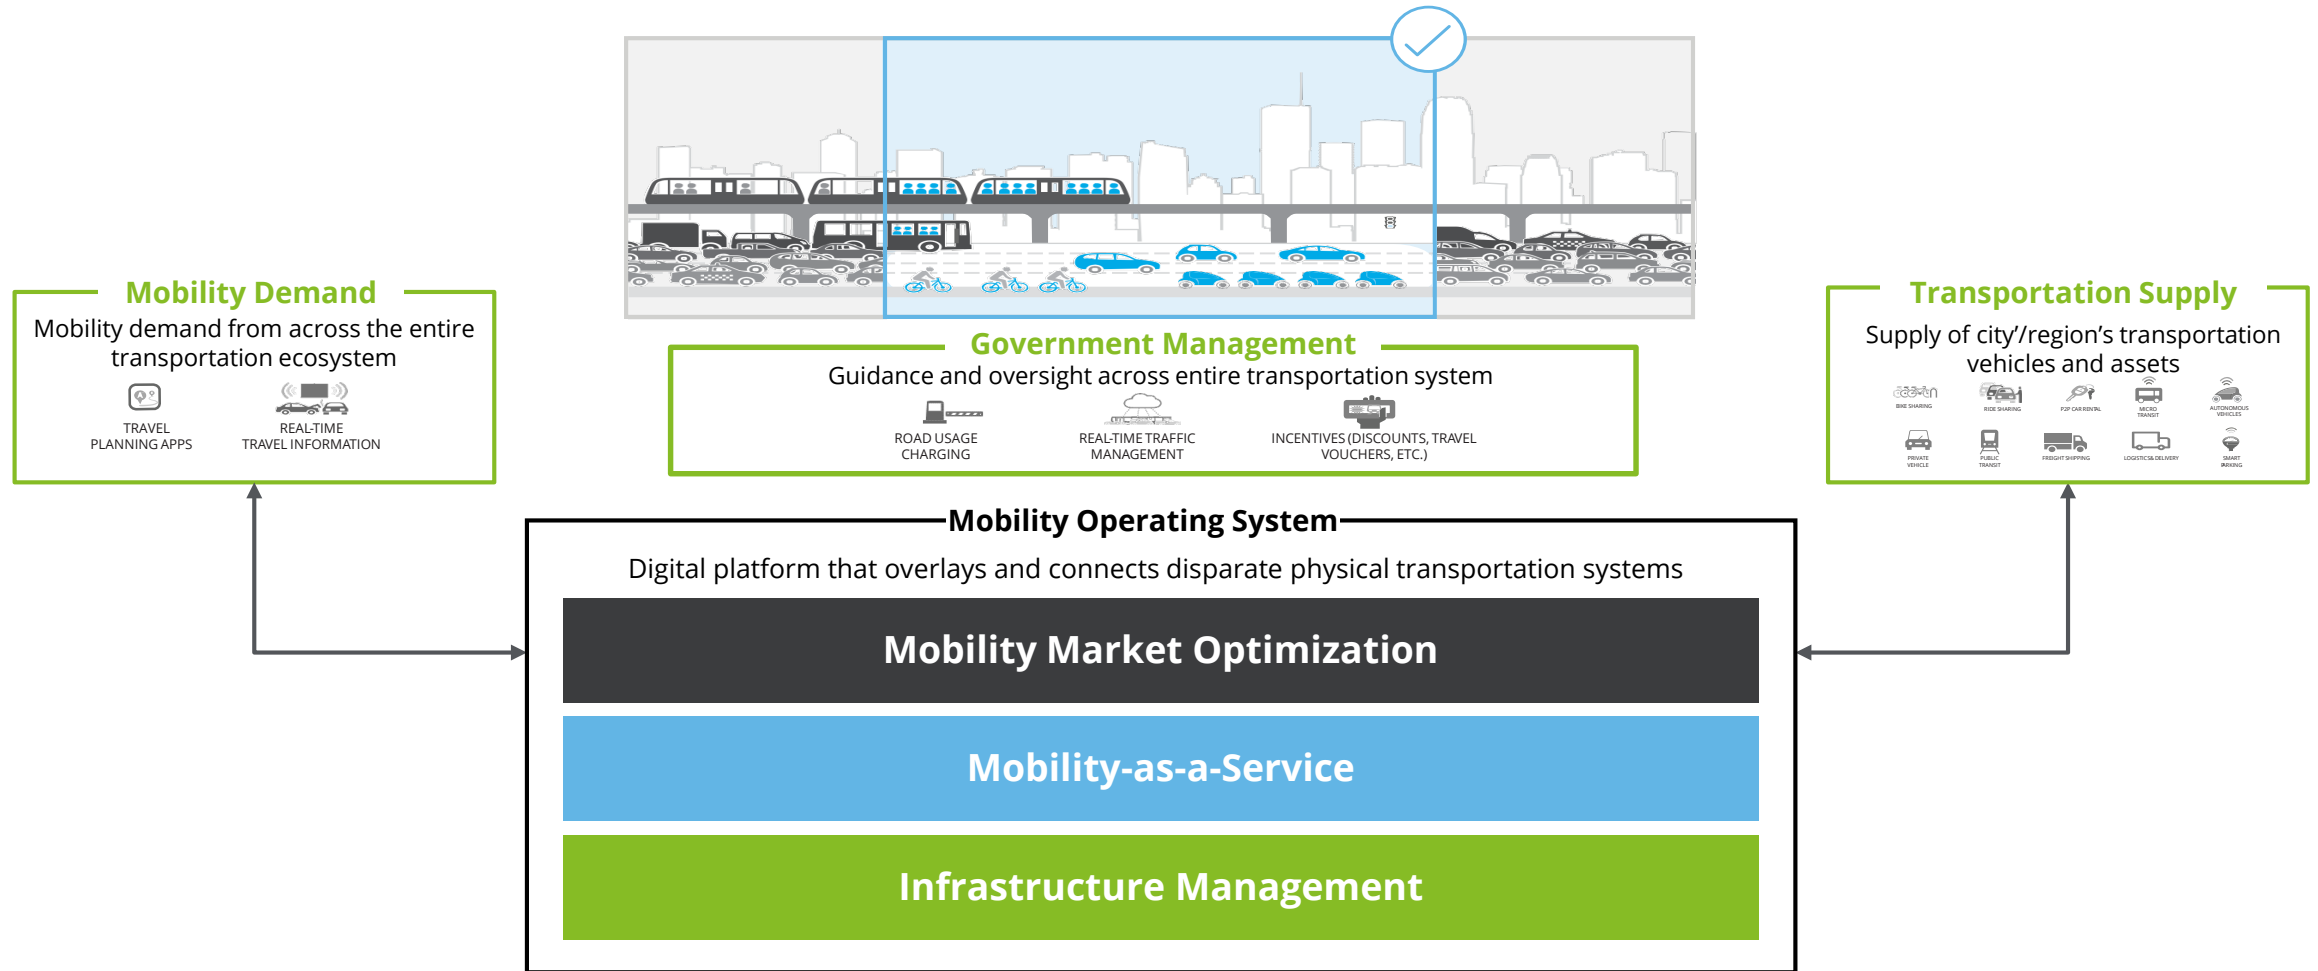 Mobility Demand
Mobility demand from across the entire
transportation ecosystem
TRAVEL
PLANNING APPS
REAL-TIME
TRAVEL INFORMATION
Government Management
Guidance and oversight across entire transportation system
ROAD USAGE
CHARGING
REAL-TIME TRAFFIC
MANAGEMENT
INCENTIVES (DISCOUNTS, TRAVEL
VOUCHERS, ETC.)
Transportation Supply
Supply of city’/region’s transportation
vehicles and assets
BIKE SHARING
RIDE SHARING
P2P CAR RENTAL
MICRO
TRANSIT
AUTONOMOUS
VEHICLES
PRIVATE
VEHICLE
PUBLIC
TRANSIT
FREIGHT SHIPPING
LOGISTICS& DELIVERY
SMART
PARKING
Mobility Operating System
Digital platform that overlays and connects disparate physical transportation systems
Mobility Market Optimization
Mobility-as-a-Service
Infrastructure Management